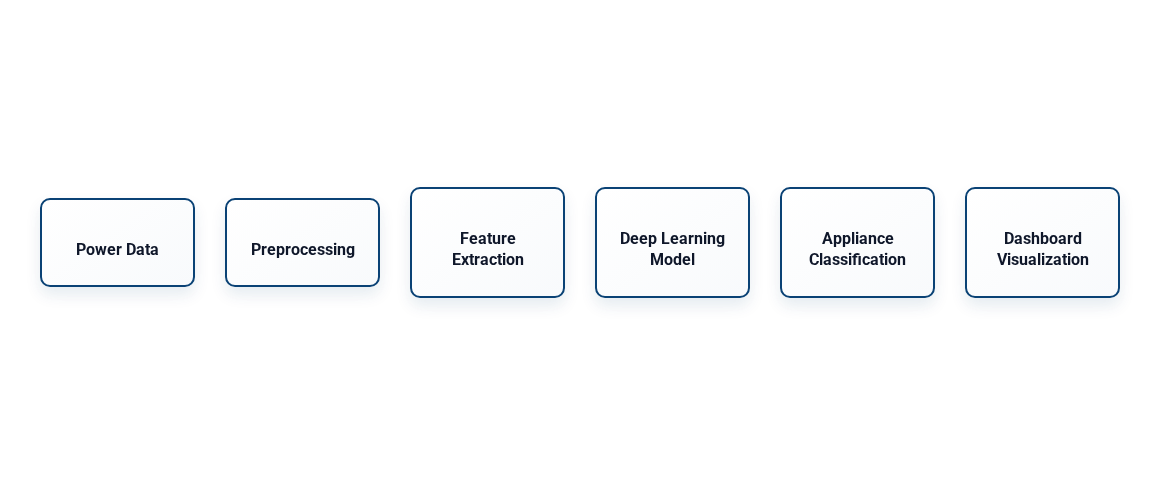 Power Data
Preprocessing
Feature
Extraction
Deep Learning
Model
Appliance
Classification
Dashboard
Visualization